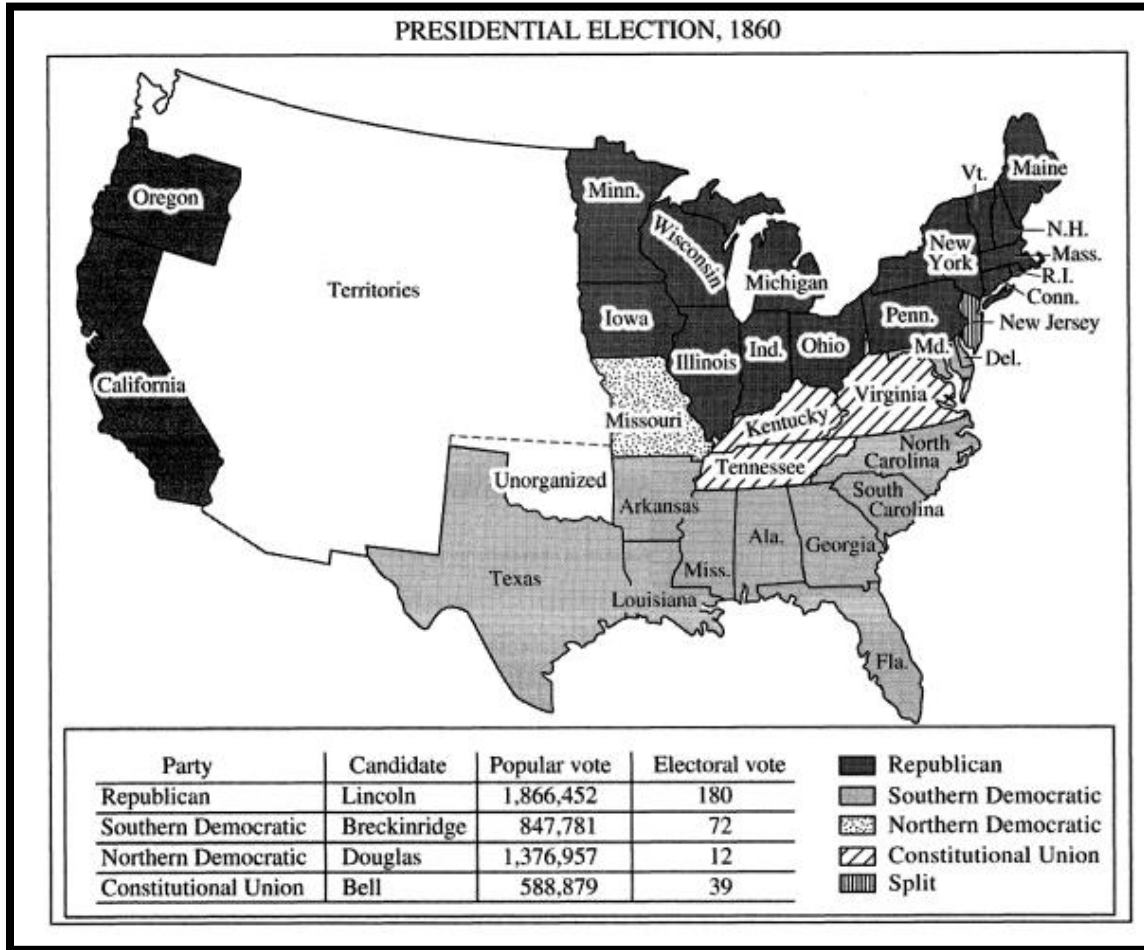 PRESIDENTIAL ELECTION, 1860
Oregon
Minn.
Vt.
Maine
Wisconsin
N.H.
New
York
Mass.
Michigan
R.I.
Conn.
Territories
Iowa
Penn.
New Jersey
Illinois
Ind.
Ohio
Md.
Del.
California
Virginia
Missouri
Kentucky
North
Carolina
Tennessee
Unorganized
South
Carolina
Arkansas
Ala.
Georgia
Texas
Miss.
Louisiana
Fla.
Party Candidate Popular vote Electoral vote
Republican Lincoln 1,866,452 180
Southern Democratic Breckinridge 847,781 72
Northern Democratic Douglas 1,376,957 12
Constitutional Union Bell 588,879 39
Republican
Southern Democratic
Northern Democratic
Constitutional Union
Split